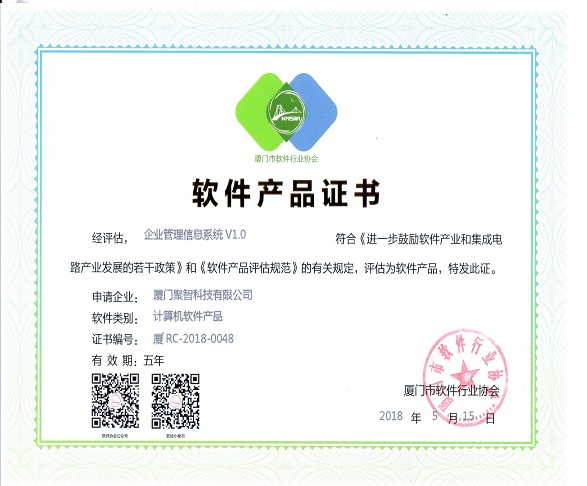 XMSIA
厦门市软件行业协会
软件产品证书
经评估， 企业管理信息系统 V1.0 符合《进一步鼓励软件产业和集成电
路产业发展的若干政策》和《软件产品评估规范》的有关规定，评估为软件产品，特发此证。
申请企业： 厦门聚智科技有限公司
软件类别： 计算机软件产品
证书编号： 厦 RC-2018-0048
有 效 期： 五年
厦门市软件行业协会
厦门市软件行业协会
2018 年 5 月 15 日
软件协会公众号